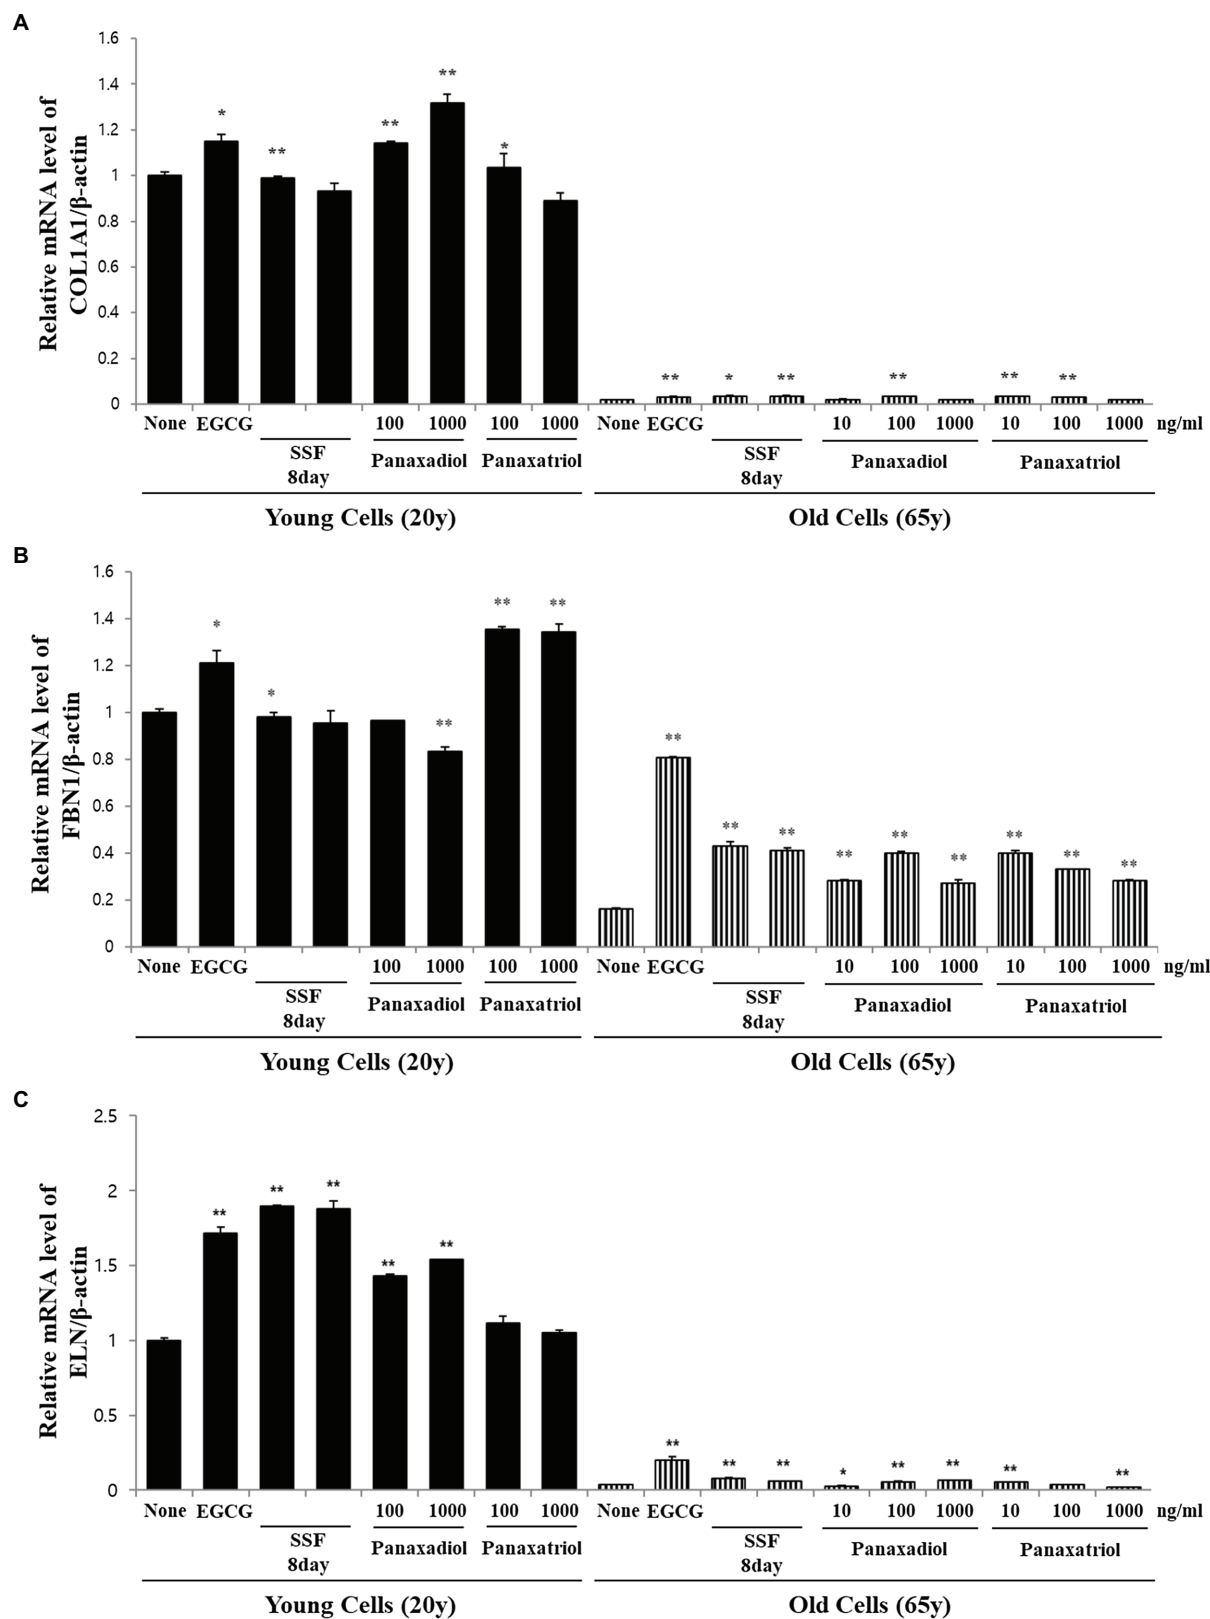 A
Relative mRNA level of
COL1A1/β-actin
1.6
1.4
1.2
1
0.8
0.6
0.4
0.2
0
* ** ** ** * ** * ** ** ** **
None EGCG 100 1000 100 1000 None EGCG 10 100 1000 10 100 1000 ng/ml
SSF 8day Panaxadiol Panaxatriol SSF 8day Panaxadiol Panaxatriol
Young Cells (20y) Old Cells (65y)
B
Relative mRNA level of
FBN1/β-actin
1.6
1.4
1.2
1
0.8
0.6
0.4
0.2
0
* * ** ** ** ** ** ** ** ** ** ** ** **
None EGCG 100 1000 100 1000 None EGCG 10 100 1000 10 100 1000 ng/ml
SSF 8day Panaxadiol Panaxatriol SSF 8day Panaxadiol Panaxatriol
Young Cells (20y) Old Cells (65y)
C
Relative mRNA level of
ELN/β-actin
2.5
2
1.5
1
0.5
0
** ** ** ** ** ** ** ** * ** ** ** **
None EGCG 100 1000 100 1000 None EGCG 10 100 1000 10 100 1000 ng/ml
SSF 8day Panaxadiol Panaxatriol SSF 8day Panaxadiol Panaxatriol
Young Cells (20y) Old Cells (65y)